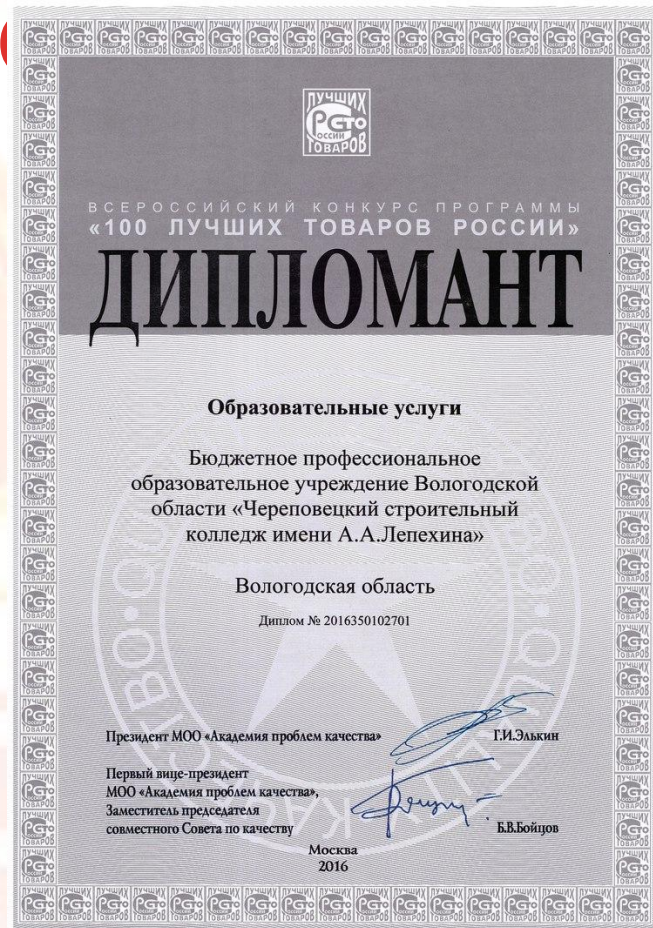 ЛУЧШИХ
РСТО
РОССИИ
ТОВАРОВ
ВСЕРОССИЙСКИЙ КОНКУРС ПРОГРАММЫ
«100 ЛУЧШИХ ТОВАРОВ РОССИИ»
ДИПЛОМАНТ
Образовательные услуги
Бюджетное профессиональное
образовательное учреждение Вологодской
области «Череповецкий строительный
колледж имени А.А.Лепехина»
Вологодская область
Диплом № 2016350102701
Президент МОО «Академия проблем качества» Г.И.Элькин
Первый вице-президент
МОО «Академия проблем качества»,
Заместитель председателя
совместного Совета по качеству Б.В.Бойцов
Москва
2016